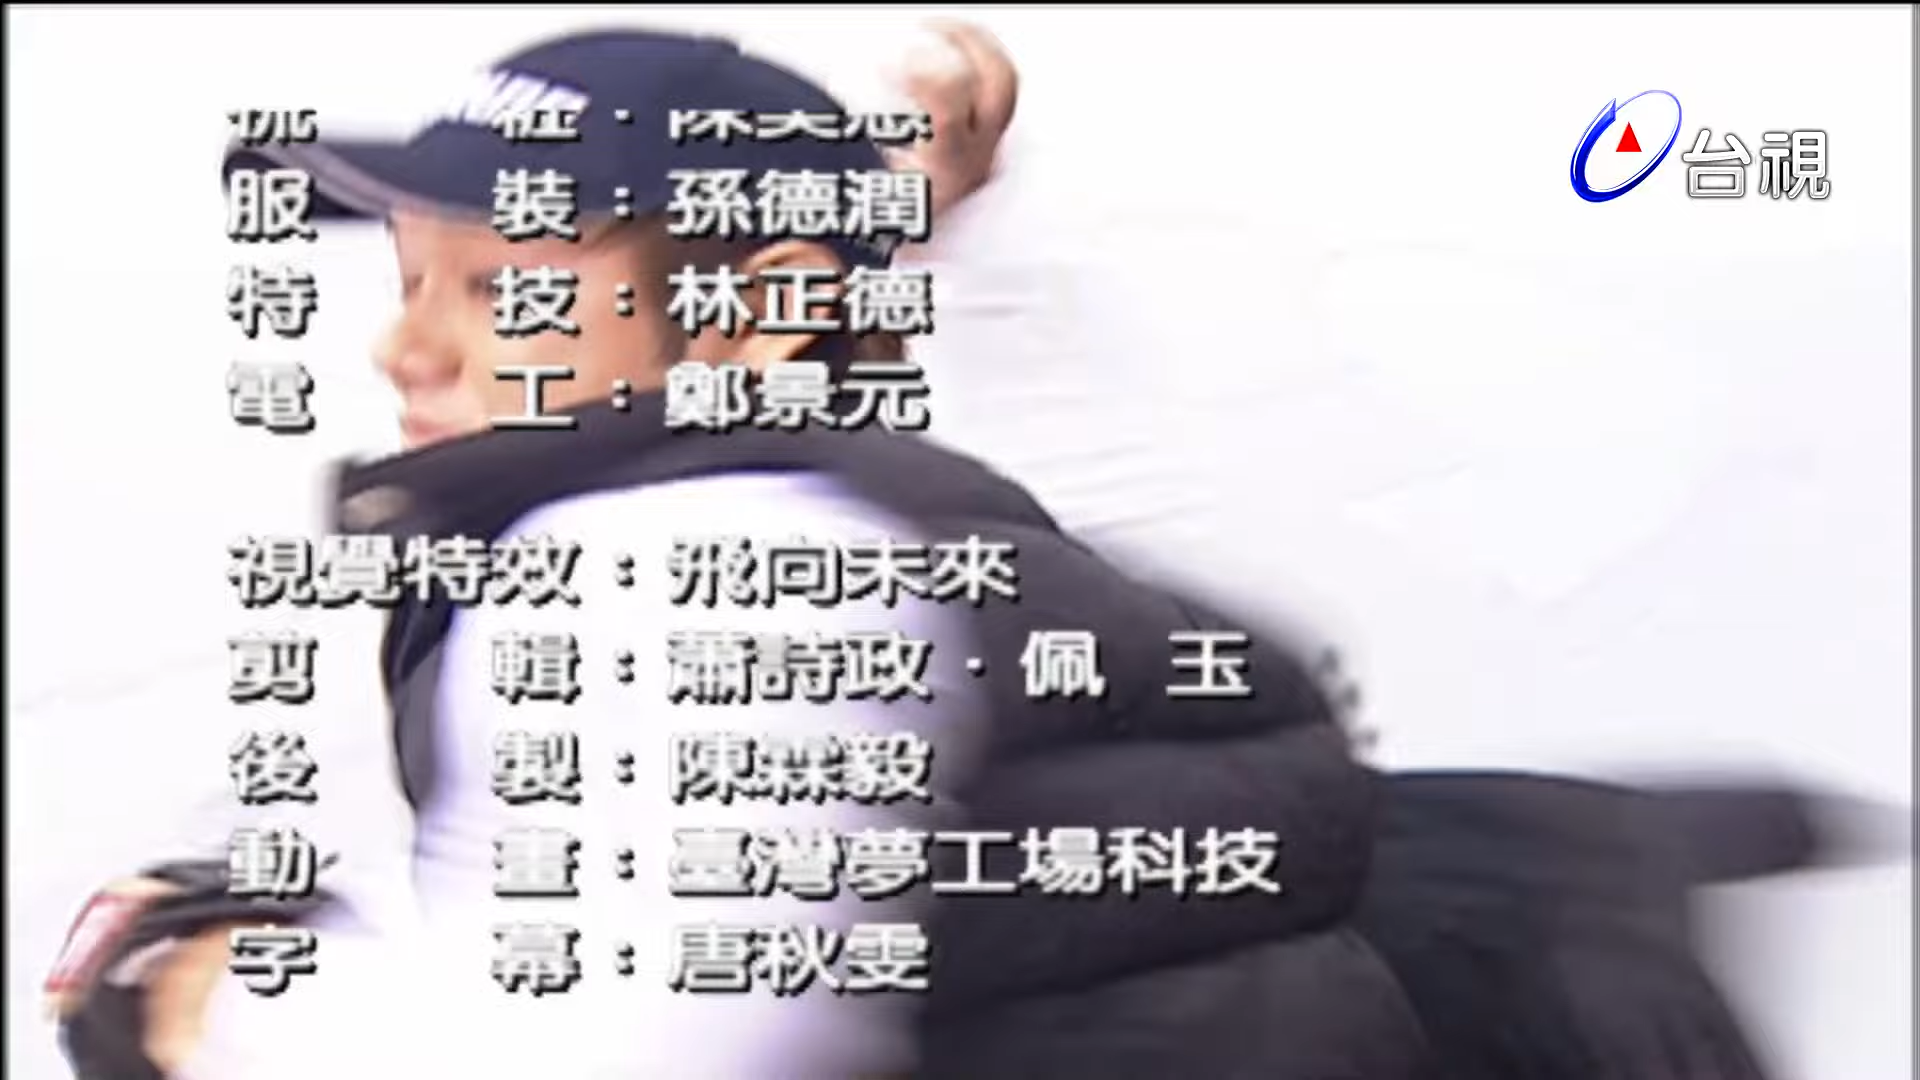 台視
服 裝：孫德潤
特 技：林正德
電 工：鄭景元
視覺特效：飛向未來
剪 輯：蕭詩政．佩 玉
後 製：陳霖毅
動 畫：臺灣夢工場科技
字 幕：唐秋雯